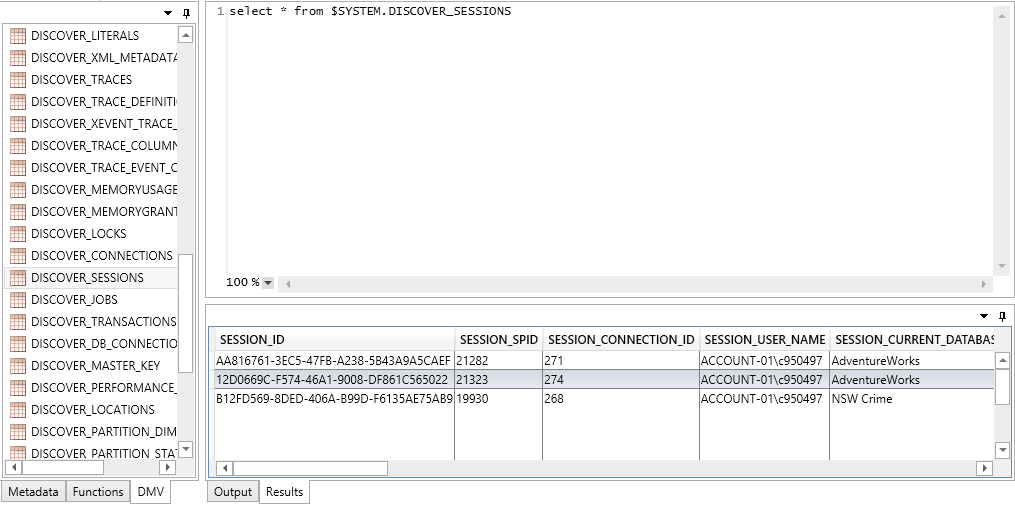 DISCOVER_LITERALS
DISCOVER_XML_METADATA
DISCOVER_TRACES
DISCOVER_TRACE_DEFINITI
DISCOVER_XEVENT_TRACE_
DISCOVER_TRACE_COLUMN
DISCOVER_TRACE_EVENT_C
DISCOVER_MEMORYUSAGE
DISCOVER_MEMORYGRANT
DISCOVER_LOCKS
DISCOVER_CONNECTIONS
DISCOVER_SESSIONS
DISCOVER_JOBS
DISCOVER_TRANSACTIONS
DISCOVER_DB_CONNECTIO
DISCOVER_MASTER_KEY
DISCOVER_PERFORMANCE_
DISCOVER_LOCATIONS
DISCOVER_PARTITION_DIM
DISCOVER_PARTITION_STAT
Metadata Functions DMV
1 select * from $SYSTEM.DISCOVER_SESSIONS
100 %
SESSION_ID SESSION_SPID SESSION_CONNECTION_ID SESSION_USER_NAME SESSION_CURRENT_DATABAS
AA816761-3EC5-47FB-A238-5B43A9A5CAEF 21282 271 ACCOUNT-01\c950497 AdventureWorks
12D0669C-F574-46A1-9008-DF861C565022 21323 274 ACCOUNT-01\c950497 AdventureWorks
B12FD569-8DED-406A-B99D-F6135AE75AB9 19930 268 ACCOUNT-01\c950497 NSW Crime
Output Results